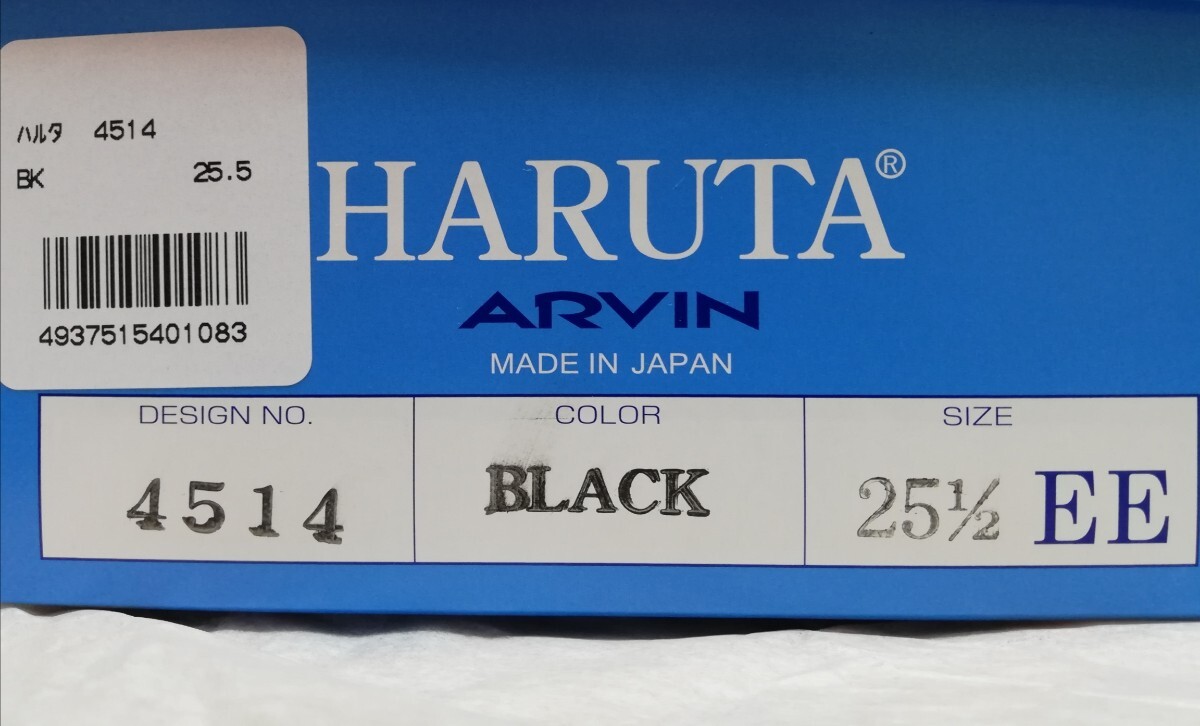 ハルタ 4514
BK 25.5
4937515401083
HARUTA®
ARVIN
MADE IN JAPAN
DESIGN NO. COLOR SIZE
4514 BLACK 25½ EE